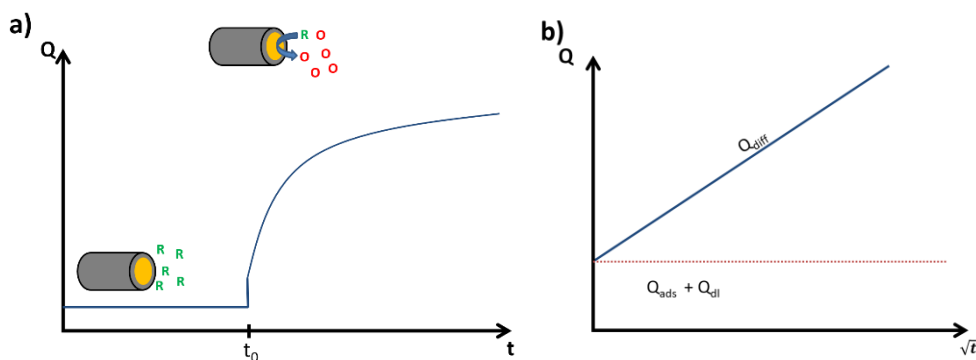 a)
Q
R O
O O
O O O
R R
R R
R R
t0
t
b)
Q
Qdiff
Qads + Qdl
√t